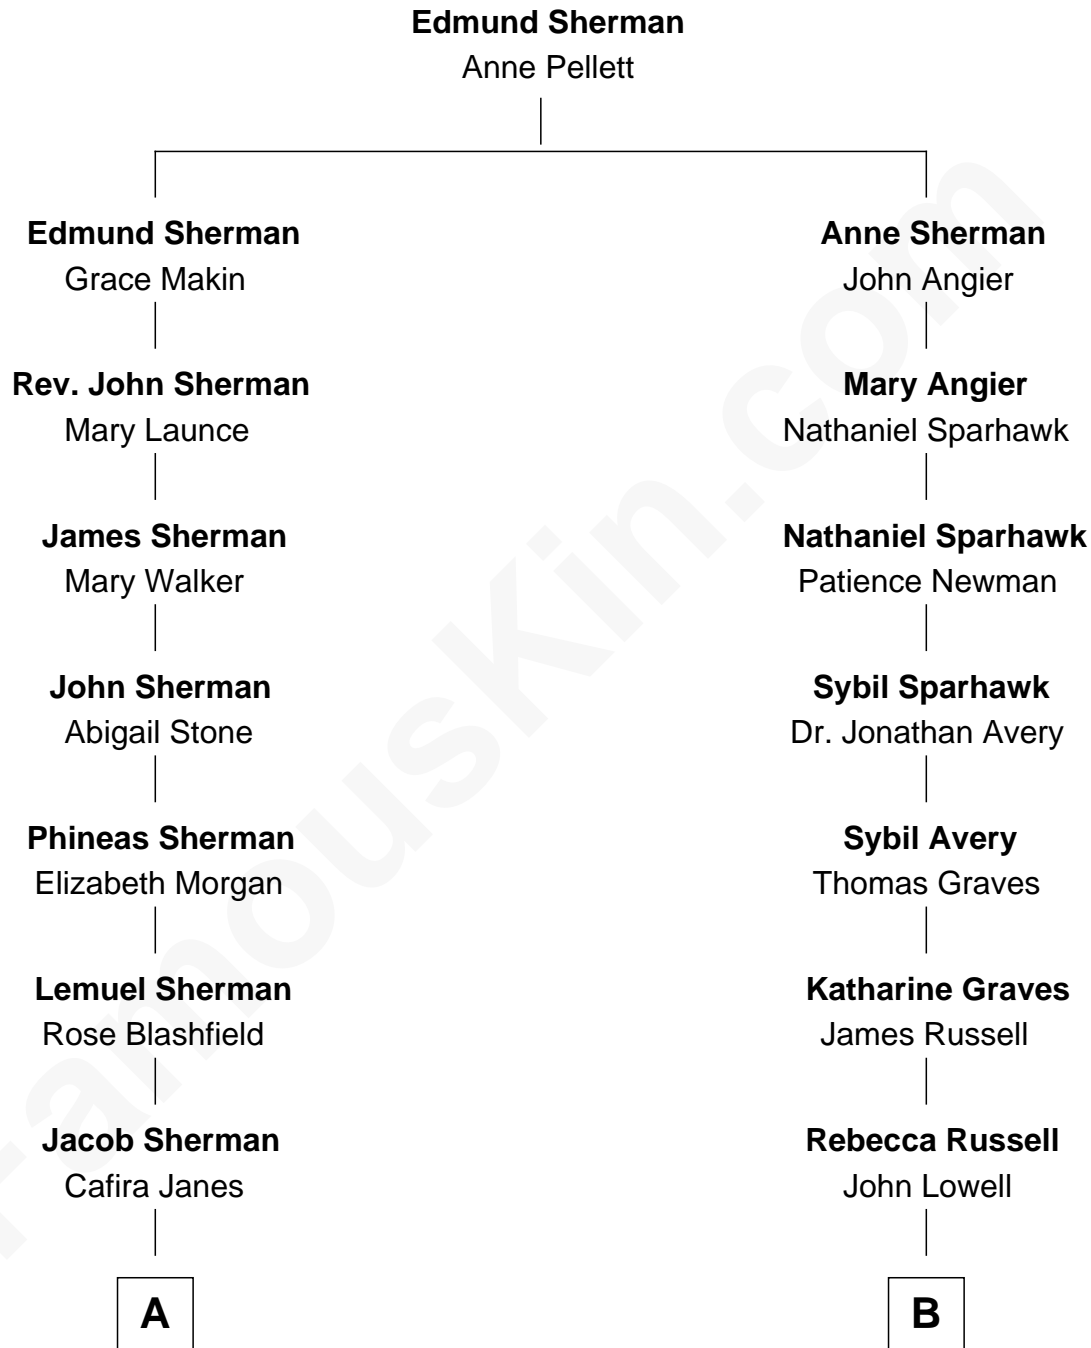 Edmund Sherman
Anne Pellett
Edmund Sherman
Grace Makin
Anne Sherman
John Angier
Rev. John Sherman
Mary Launce
Mary Angier
Nathaniel Sparhawk
James Sherman
Mary Walker
Nathaniel Sparhawk
Patience Newman
John Sherman
Abigail Stone
Sybil Sparhawk
Dr. Jonathan Avery
Phineas Sherman
Elizabeth Morgan
Sybil Avery
Thomas Graves
Lemuel Sherman
Rose Blashfield
Katharine Graves
James Russell
Jacob Sherman
Cafira Janes
Rebecca Russell
John Lowell
A
B
FamousKin.com